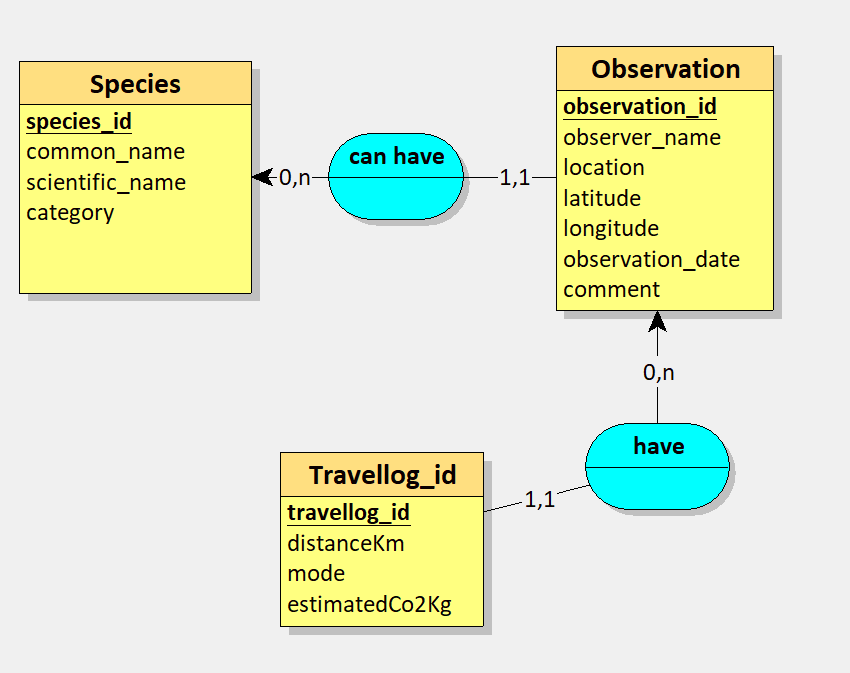 Species
species_id
common_name
scientific_name
category
0,n
can have
1,1
Observation
observation_id
observer_name
location
latitude
longitude
observation_date
comment
0,n
have
1,1
Travellog_id
travellog_id
distanceKm
mode
estimatedCo2Kg